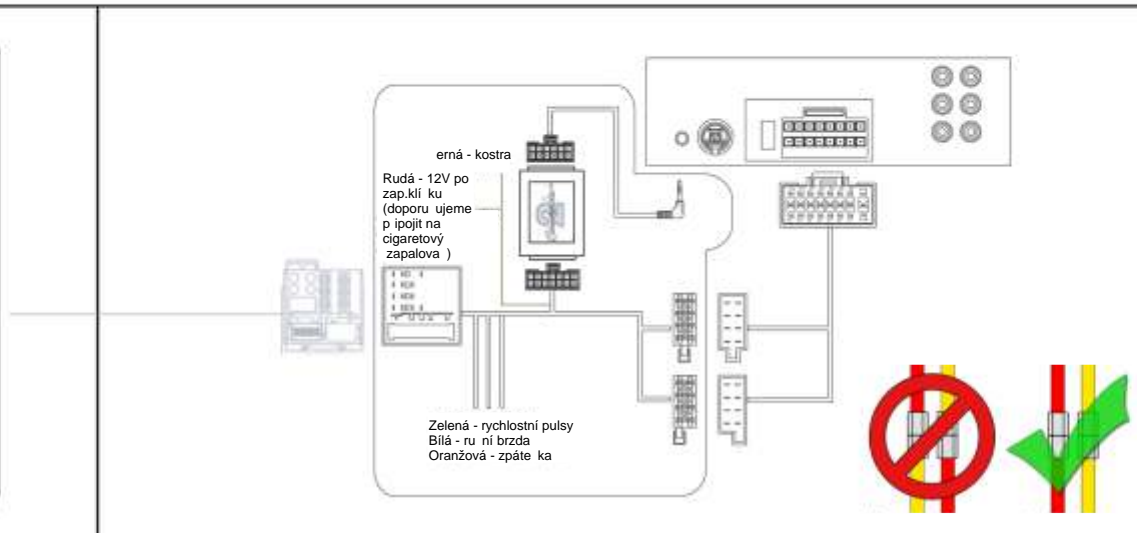 erná - kostra
Rudá - 12V po
zap.klí ku
(doporu ujeme
p ipojit na
cigaretový
zapalova )
Zelená - rychlostní pulsy
Bílá - ru ní brzda
Oranžová - zpáte ka